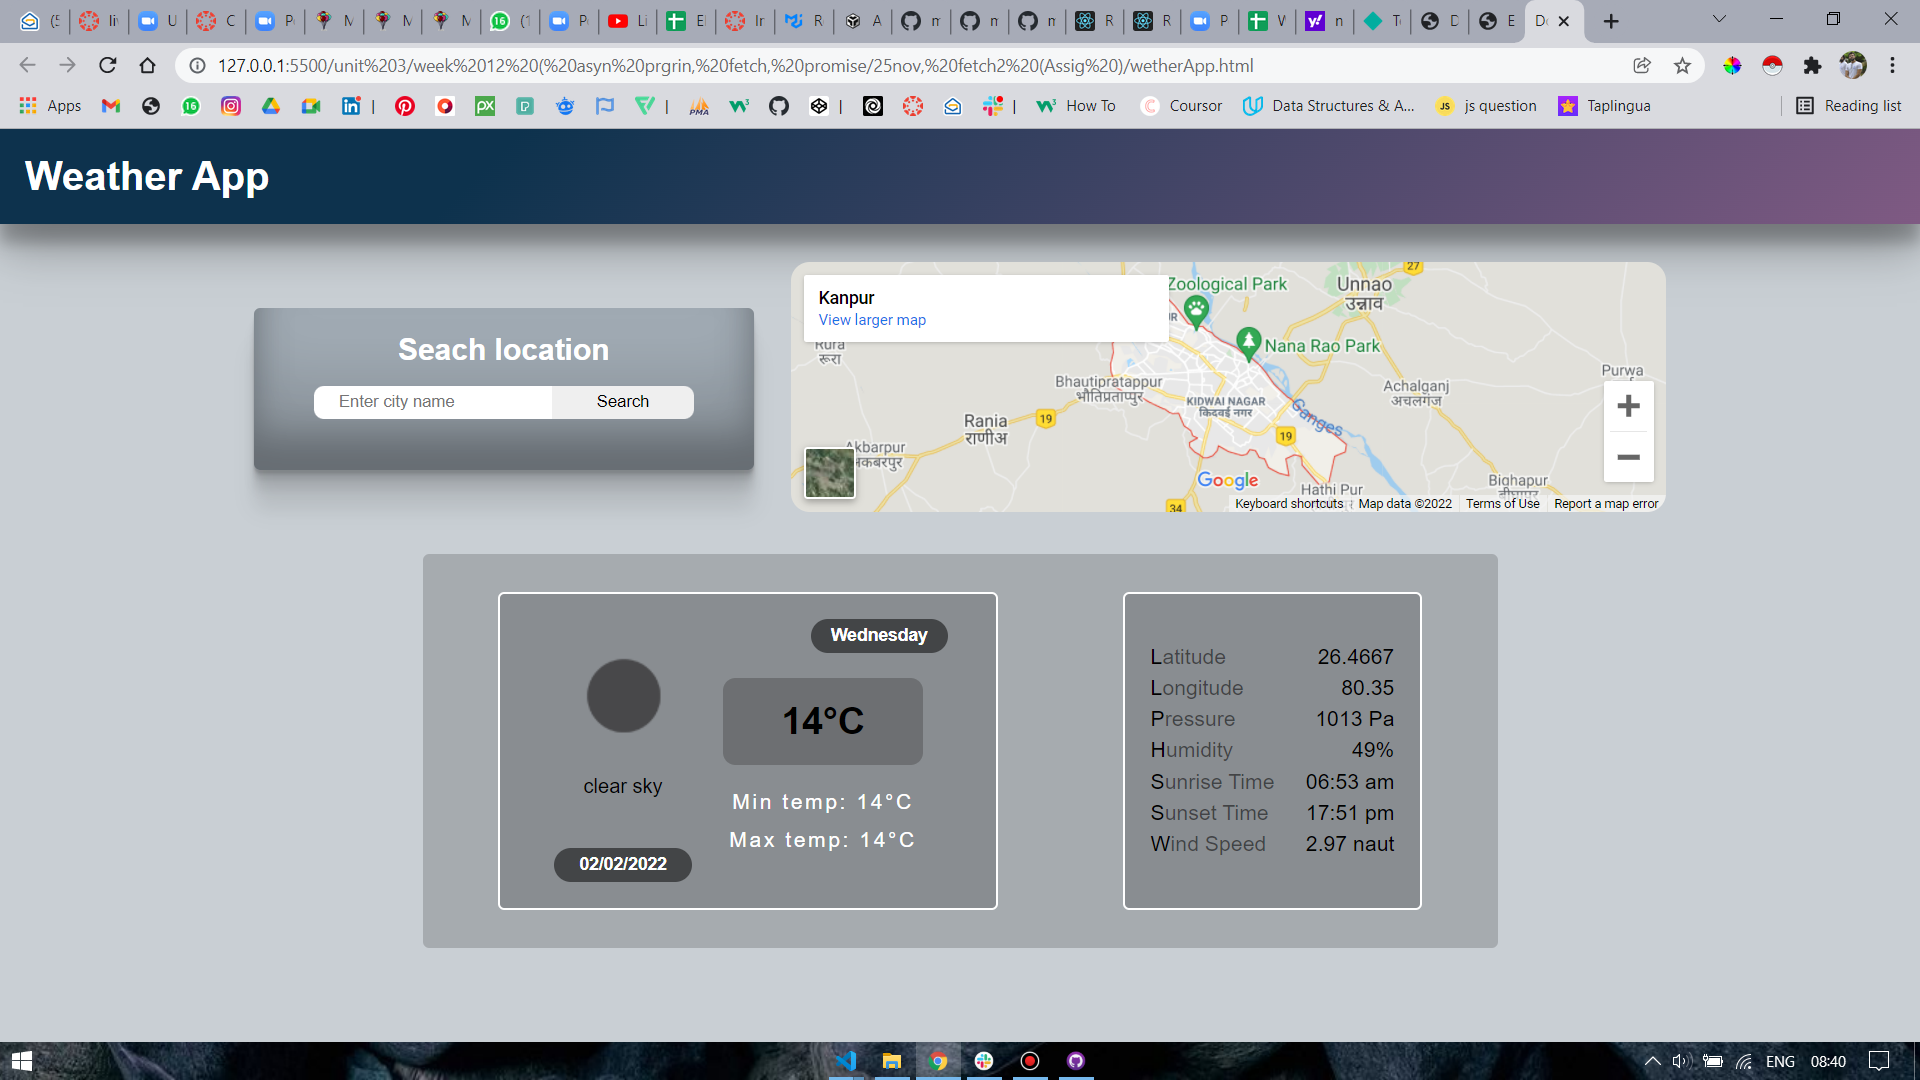 127.0.0.1:5500/unit%203/week%2012%20(%20asyn%20prgrin,%20fetch,%20promise/25nov,%20fetch2%20(Assig%20)/wetherApp.html
Apps
How To
Coursor
Data Structures & A...
js question
Taplingua
Reading list
Weather App
Seach location
Enter city name
Search
Kanpur
View larger map
Zoological Park
Unnao
उन्नाव
27
Nana Rao Park
Rura
रूरा
Bhautipratappur
भौतिप्रताप्पुर
Achalganj
अचलगंज
Purwa
KIDWAI NAGAR
किदवई नगर
Ganges
Rania
राणीअ
19
19
Akbarpur
अकबरपुर
Google
Hathi Pur
Bighapur
34
Keyboard shortcuts
Map data ©2022
Terms of Use
Report a map error
Wednesday
14°C
clear sky
Min temp: 14°C
Max temp: 14°C
02/02/2022
Latitude 26.4667
Longitude 80.35
Pressure 1013 Pa
Humidity 49%
Sunrise Time 06:53 am
Sunset Time 17:51 pm
Wind Speed 2.97 naut
ENG
08:40